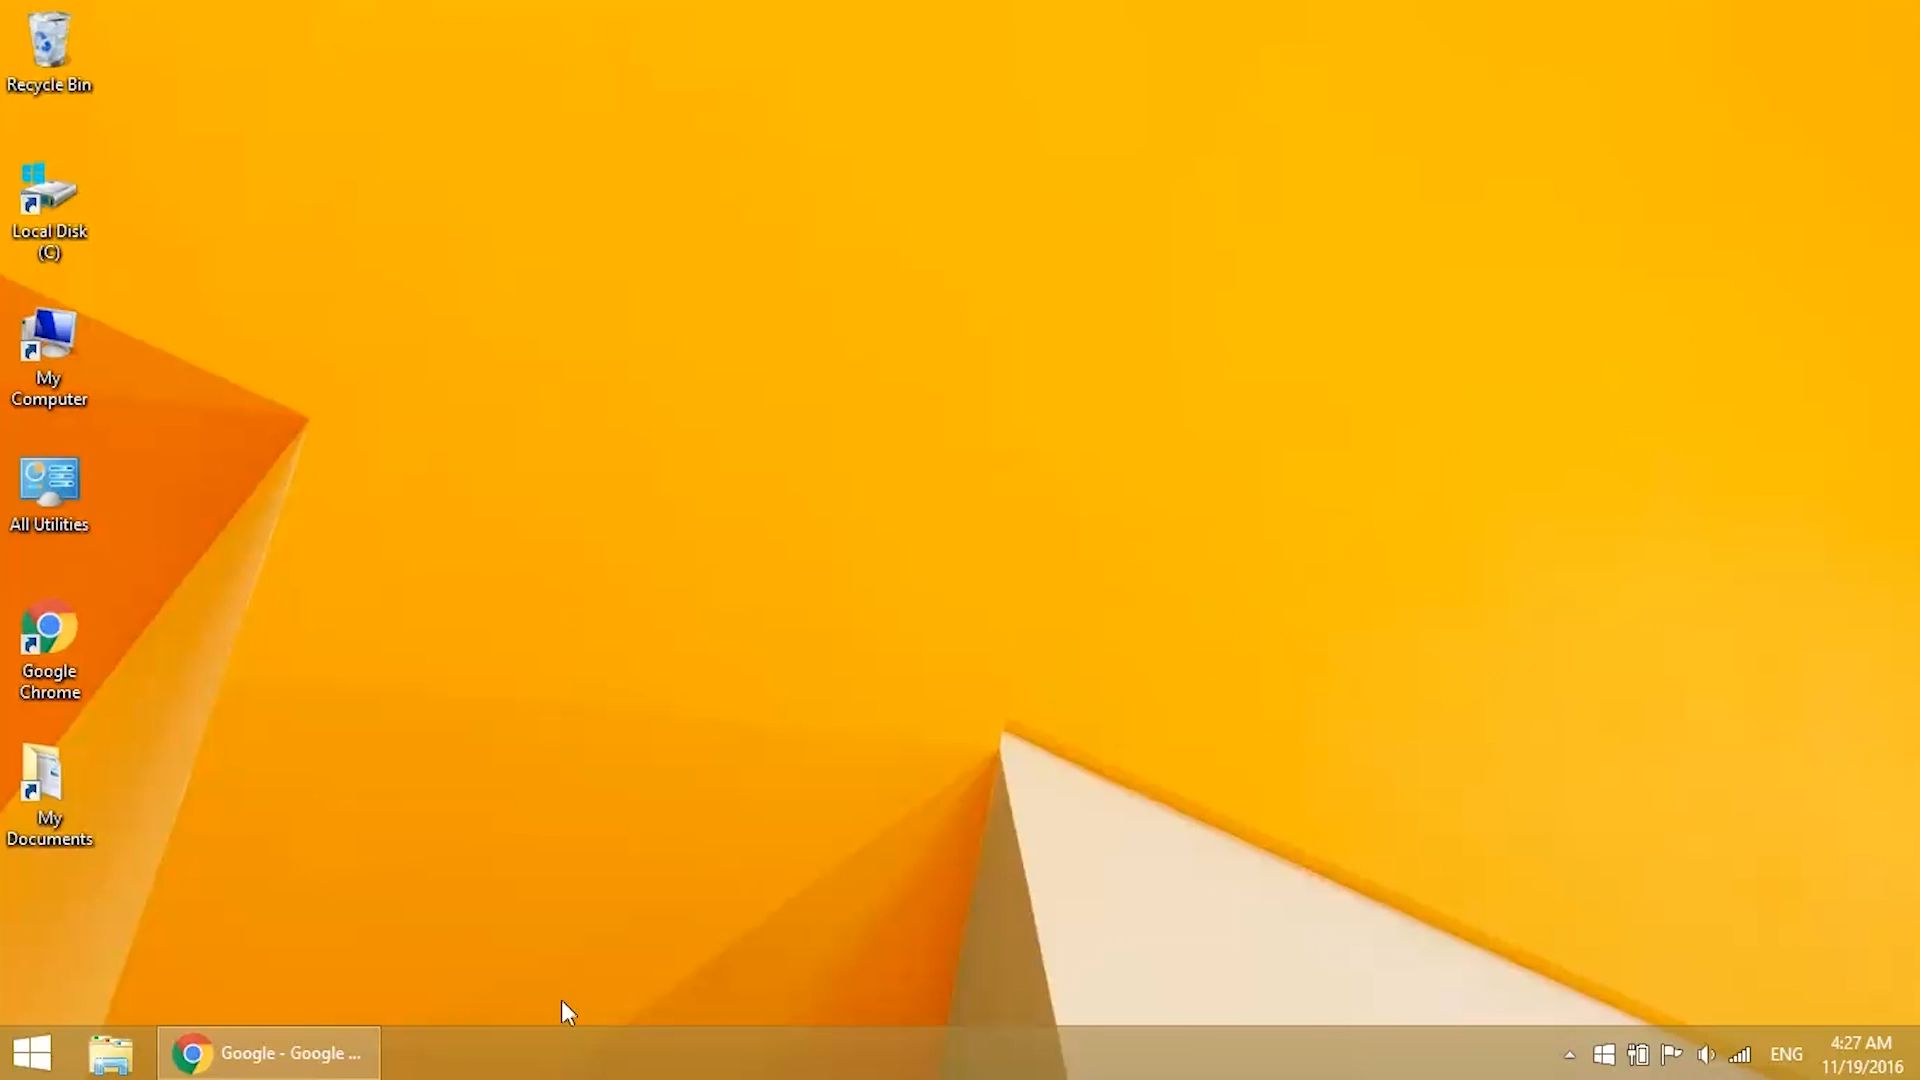 Recycle Bin
Local Disk
(C)
My
Computer
All Utilities
Google
Chrome
My
Documents
Google - Google ...
ENG
4:27 AM
11/19/2016